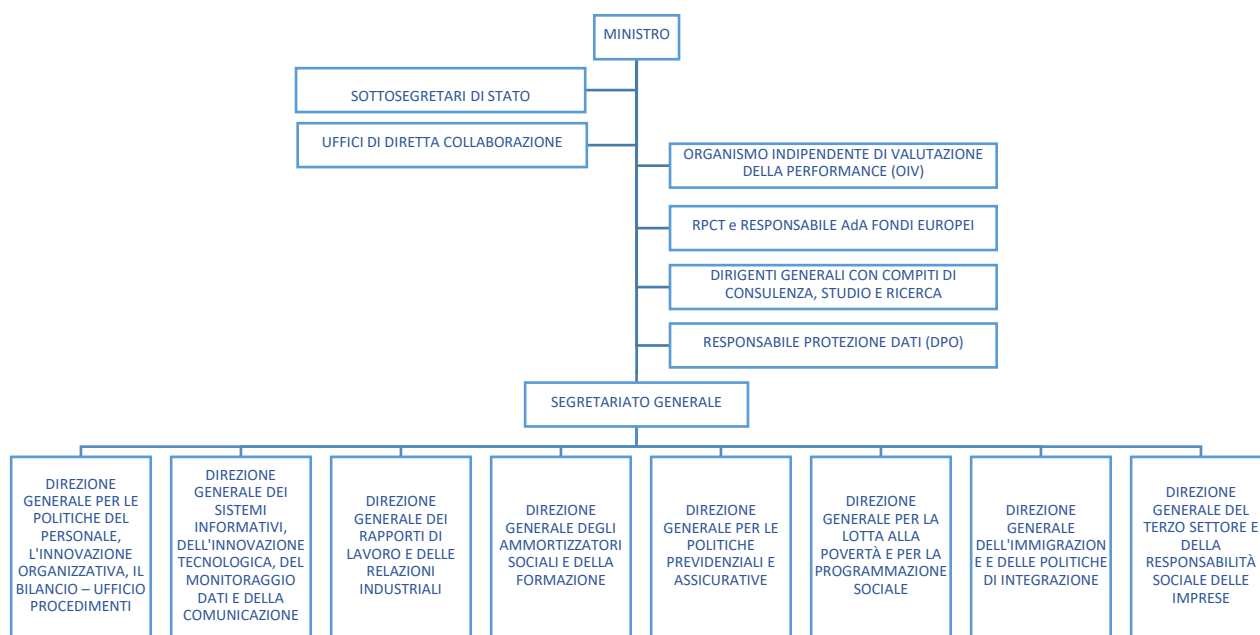 MINISTRO
SOTTOSEGRETARI DI STATO
UFFICI DI DIRETTA COLLABORAZIONE
ORGANISMO INDIPENDENTE DI VALUTAZIONE
DELLA PERFORMANCE (OIV)
RPCT e RESPONSABILE AdA FONDI EUROPEI
DIRIGENTI GENERALI CON COMPITI DI
CONSULENZA, STUDIO E RICERCA
RESPONSABILE PROTEZIONE DATI (DPO)
SEGRETARIATO GENERALE
DIREZIONE
GENERALE PER LE
POLITICHE DEL
PERSONALE,
L'INNOVAZIONE
ORGANIZZATIVA, IL
BILANCIO – UFFICIO
PROCEDIMENTI
DIREZIONE
GENERALE DEI
SISTEMI
INFORMATIVI,
DELL'INNOVAZIONE
TECNOLOGICA, DEL
MONITORAGGIO
DATI E DELLA
COMUNICAZIONE
DIREZIONE
GENERALE DEI
RAPPORTI DI
LAVORO E DELLE
RELAZIONI
INDUSTRIALI
DIREZIONE
GENERALE DEGLI
AMMORTIZZATORI
SOCIALI E DELLA
FORMAZIONE
DIREZIONE
GENERALE PER LE
POLITICHE
PREVIDENZIALI E
ASSICURATIVE
DIREZIONE
GENERALE PER LA
LOTTA ALLA
POVERTÀ E PER LA
PROGRAMMAZIONE
SOCIALE
DIREZIONE
GENERALE
DELL'IMMIGRAZION
E E DELLE POLITICHE
DI INTEGRAZIONE
DIREZIONE
GENERALE DEL
TERZO SETTORE E
DELLA
RESPONSABILITÀ
SOCIALE DELLE
IMPRESE